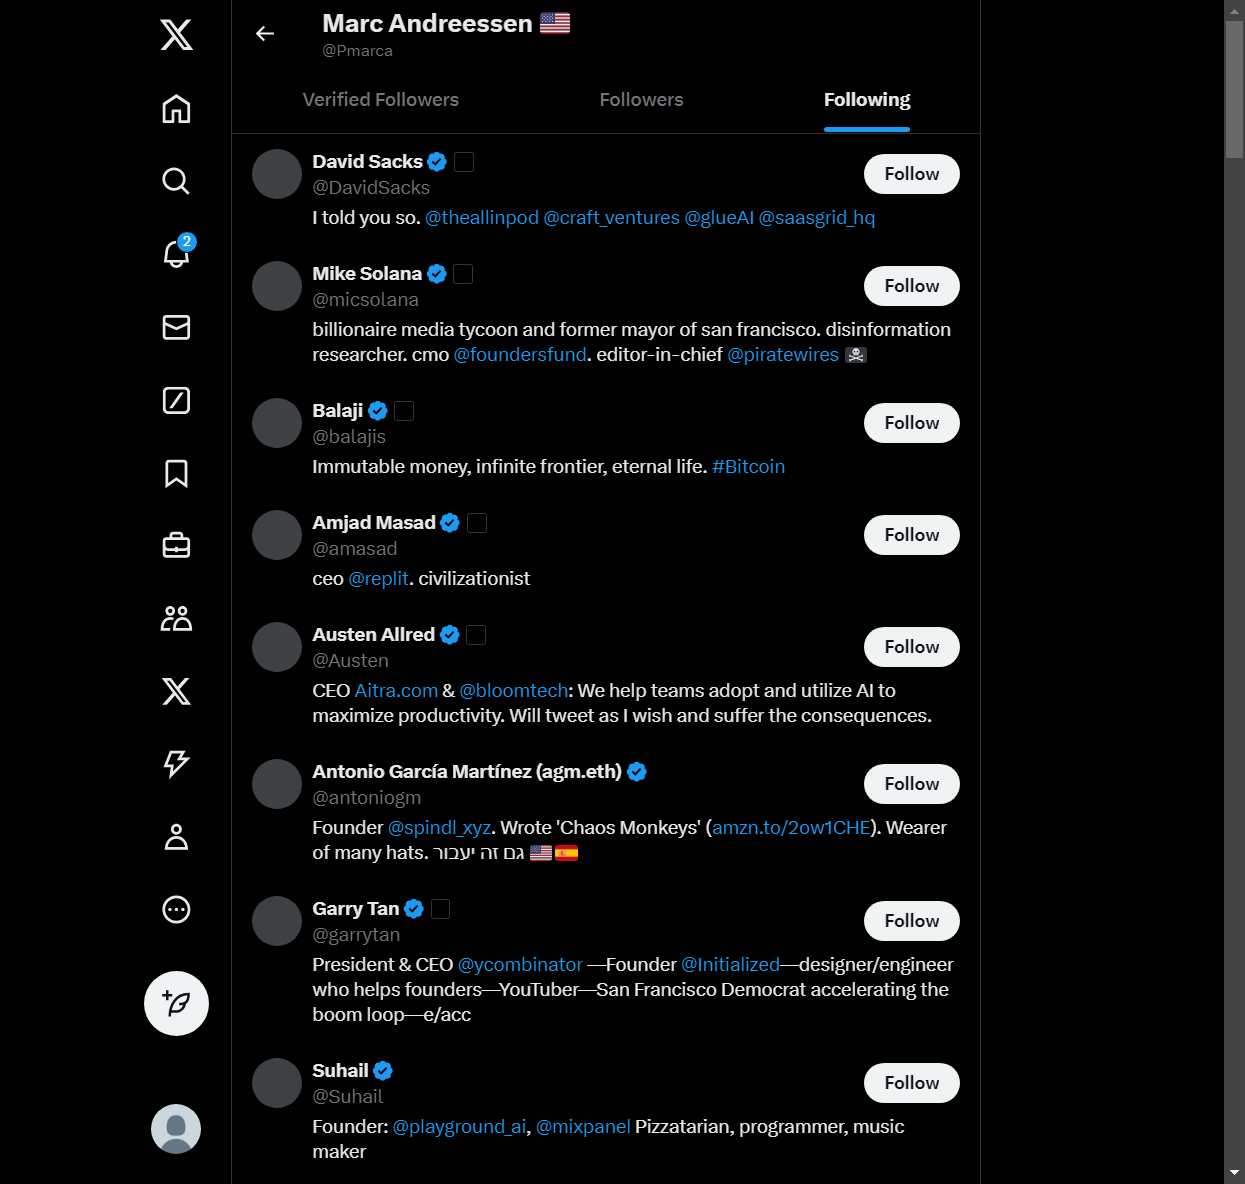 Marc Andreessen 🇺🇸
@Pmarca
Verified Followers
Followers
Following
2
David Sacks
@DavidSacks
Follow
I told you so. @theallinpod @craft_ventures @glueAI @saasgrid_hq
Mike Solana
@micsolana
Follow
billionaire media tycoon and former mayor of san francisco. disinformation
researcher. cmo @foundersfund. editor-in-chief @piratewires 🏴‍☠️
Balaji
@balajis
Follow
Immutable money, infinite frontier, eternal life. #Bitcoin
Amjad Masad
@amasad
Follow
ceo @replit. civilizationist
Austen Allred
@Austen
Follow
CEO Aitra.com & @bloomtech: We help teams adopt and utilize AI to
maximize productivity. Will tweet as I wish and suffer the consequences.
Antonio García Martínez (agm.eth)
@antoniogm
Follow
Founder @spindl_xyz. Wrote 'Chaos Monkeys' (amzn.to/2ow1CHE). Wearer
of many hats. גם זה יעבור 🇺🇸🇪🇸
Garry Tan
@garrytan
Follow
President & CEO @ycombinator —Founder @Initialized—designer/engineer
who helps founders—YouTuber—San Francisco Democrat accelerating the
boom loop—e/acc
Suhail
@Suhail
Follow
Founder: @playground_ai, @mixpanel Pizzatarian, programmer, music
maker